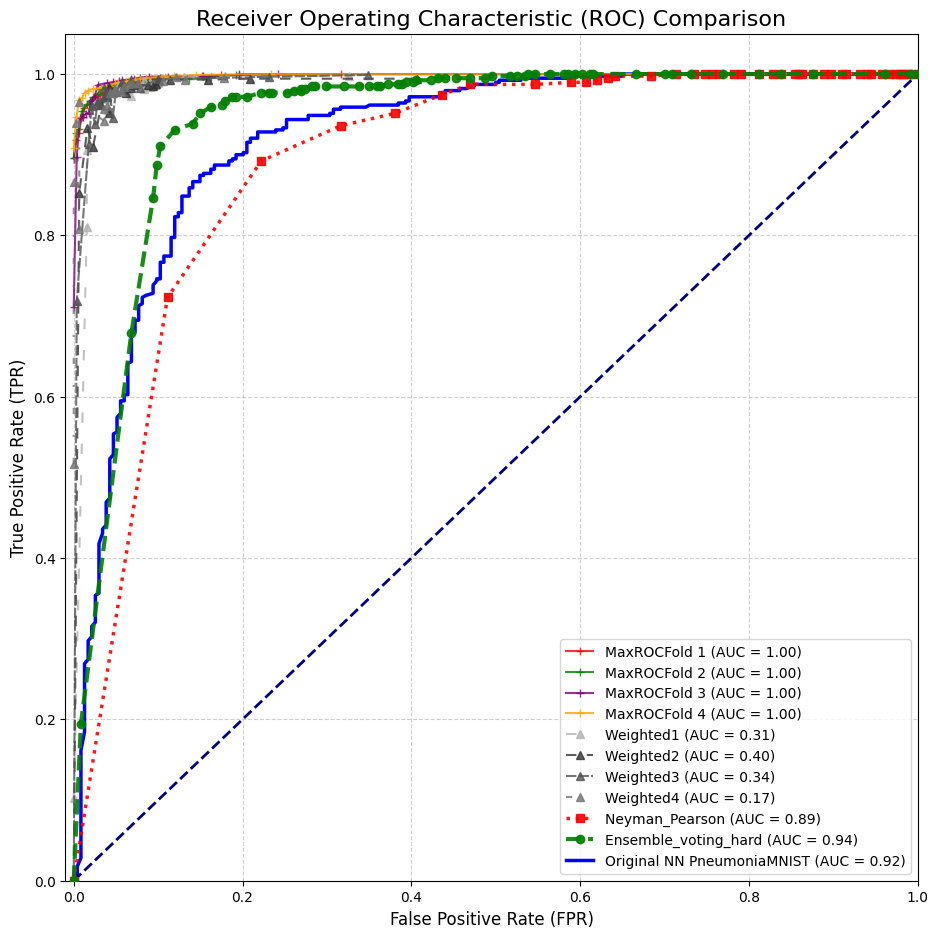 Receiver Operating Characteristic (ROC) Comparison
True Positive Rate (TPR)
1.0
0.8
0.6
0.4
0.2
0.0
MaxROCFold 1 (AUC = 1.00)
MaxROCFold 2 (AUC = 1.00)
MaxROCFold 3 (AUC = 1.00)
MaxROCFold 4 (AUC = 1.00)
Weighted1 (AUC = 0.31)
Weighted2 (AUC = 0.40)
Weighted3 (AUC = 0.34)
Weighted4 (AUC = 0.17)
Neyman_Pearson (AUC = 0.89)
Ensemble_voting_hard (AUC = 0.94)
Original NN PneumoniaMNIST (AUC = 0.92)
0.0 0.2 0.4 0.6 0.8 1.0
False Positive Rate (FPR)